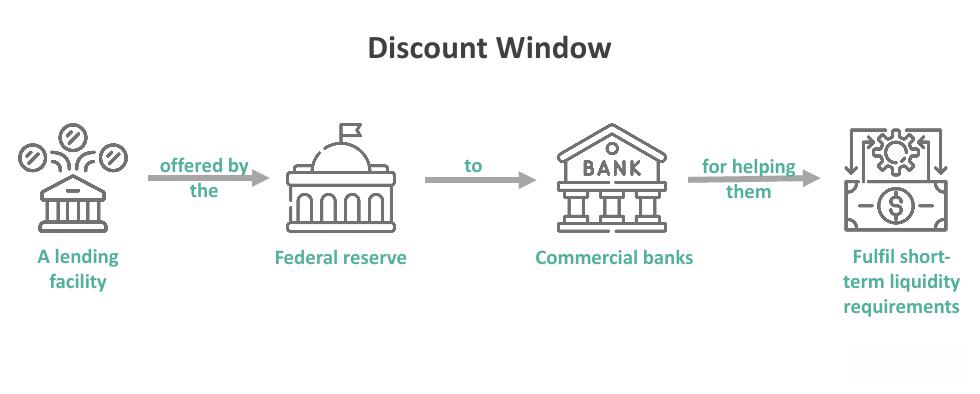 Discount Window
offered by
the
to
BANK
for helping
them
A lending
facility
Federal reserve
Commercial banks
Fulfil short-
term liquidity
requirements